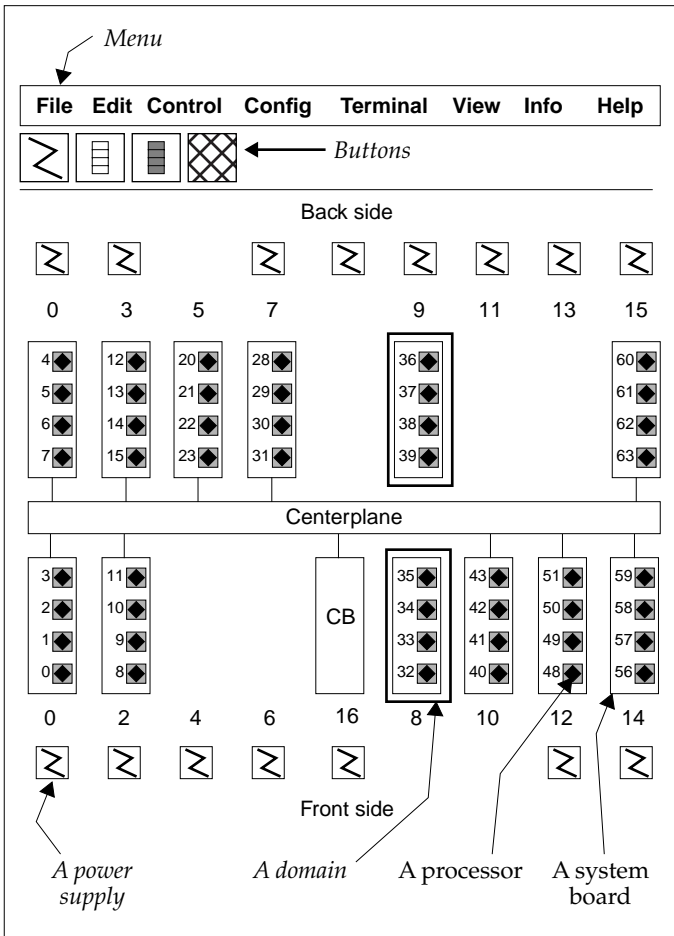 Menu
File Edit Control Config Terminal View Info Help
Buttons
Back side
0 3 5 7 9 11 13 15
4 12 20 28 36 60
5 13 21 29 37 61
6 14 22 30 38 62
7 15 23 31 39 63
Centerplane
3 11 35 43 51 59
2 10 CB 34 42 50 58
1 9 33 41 49 57
0 8 32 40 48 56
0 2 4 6 16 8 10 12 14
Front side
A power
supply
A domain
A processor
A system
board